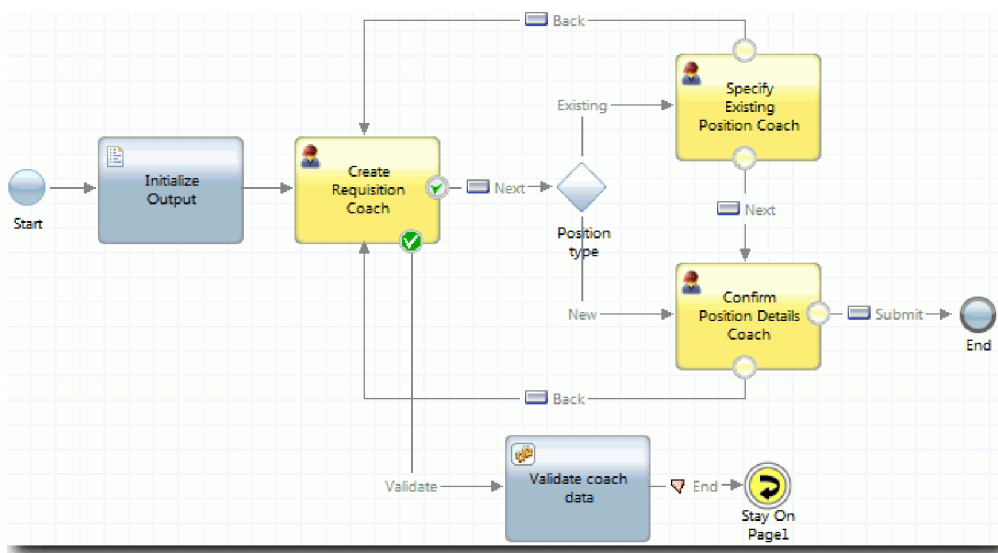 Back
Specify
Existing
Position Coach
Existing
Initialize
Output
Create
Requisition
Coach
Next
Start
Next
Position
type
Confirm
Position Details
Coach
New
Submit
End
Back
Validate
Validate coach
data
End
Stay On
Page1